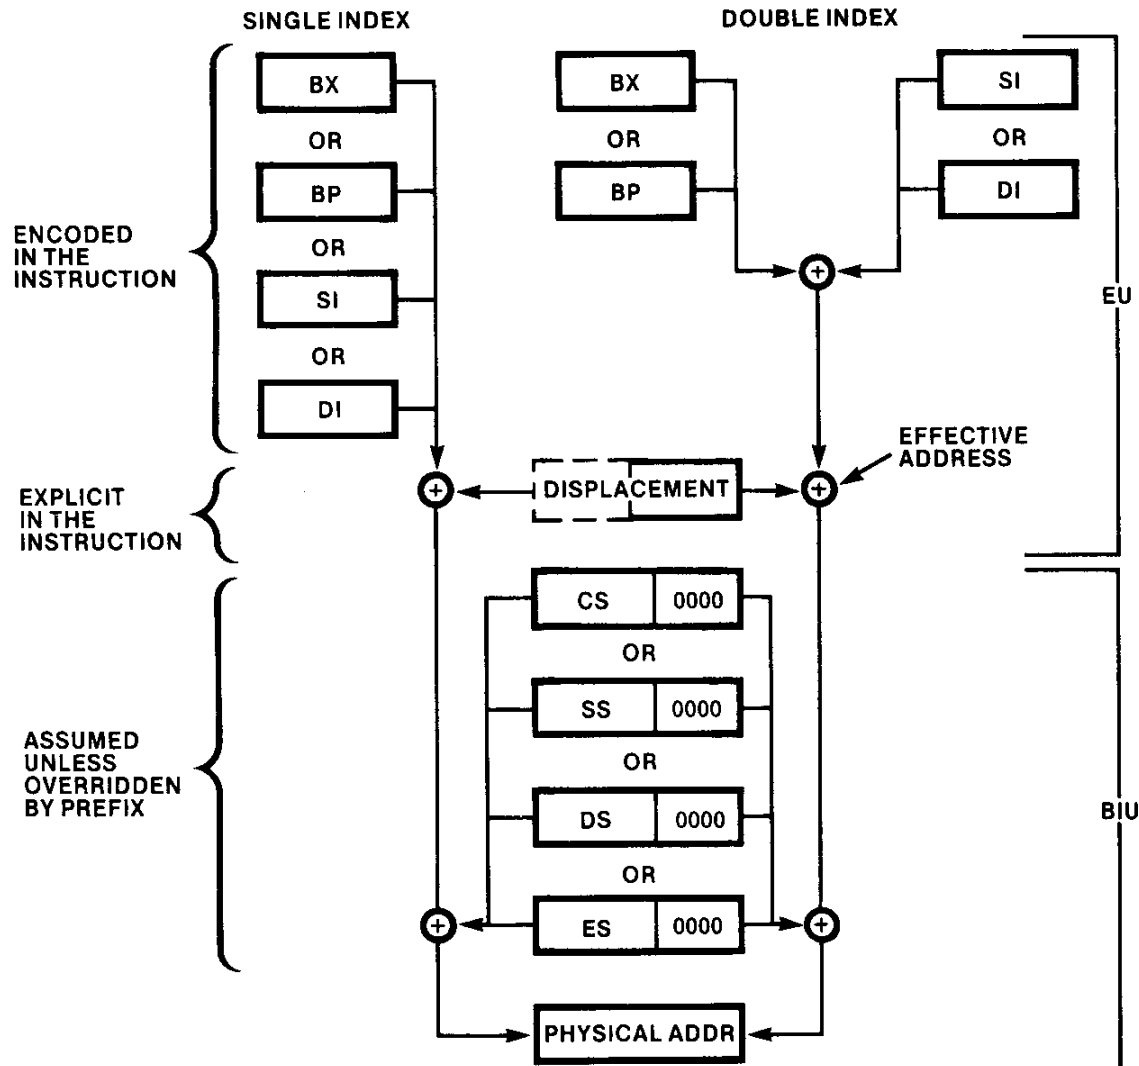 SINGLE INDEX
DOUBLE INDEX
BX
OR
BP
OR
SI
OR
DI
BX
OR
BP
SI
OR
DI
+
ENCODED
IN THE
INSTRUCTION
EU
EFFECTIVE
ADDRESS
EXPLICIT
IN THE
INSTRUCTION
+
DISPLACEMENT
+
CS 0000
OR
SS 0000
OR
DS 0000
OR
ES 0000
ASSUMED
UNLESS
OVERRIDDEN
BY PREFIX
BIU
+
+
PHYSICAL ADDR